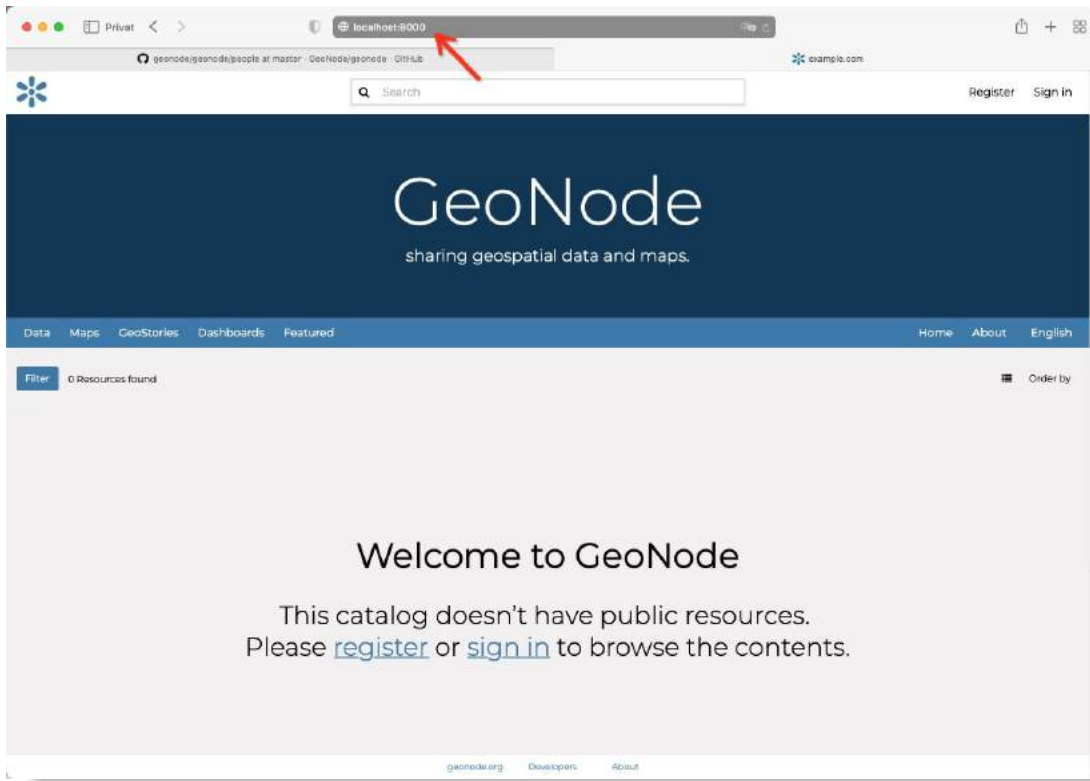 Privat
localhost:8000
geonode/geonode/people at master · GeoNode/geonode · GitHub
example.com
Search
Register Sign in
GeoNode
sharing geospatial data and maps.
Data Maps GeoStories Dashboards Featured Home About English
Filter 0 Resources found Order by
Welcome to GeoNode
This catalog doesn't have public resources.
Please register or sign in to browse the contents.
geonode.org Developers About